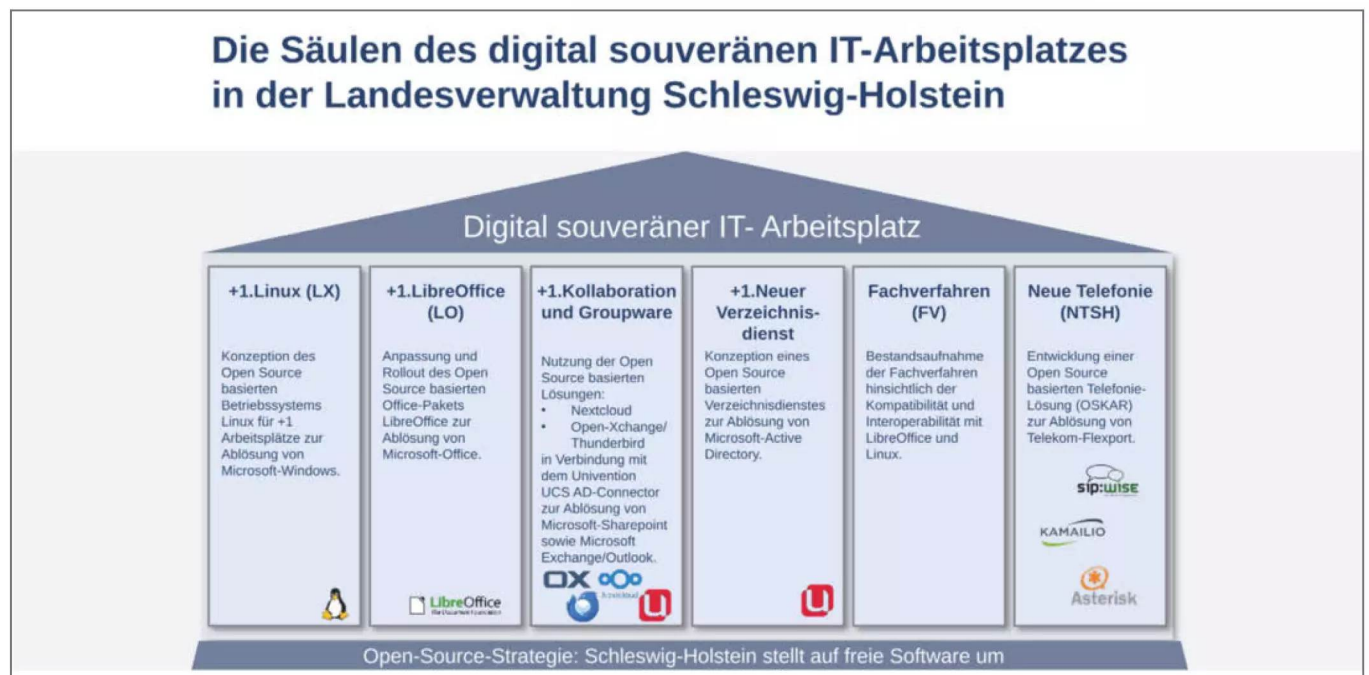 Die Säulen des digital souveränen IT-Arbeitsplatzes
in der Landesverwaltung Schleswig-Holstein
Digital souveräner IT- Arbeitsplatz
+1.Linux (LX)
Konzeption des
Open Source
basierten
Betriebssystems
Linux für +1
Arbeitsplätze zur
Ablösung von
Microsoft-Windows.
+1.LibreOffice
(LO)
Anpassung und
Rollout des Open
Source basierten
Office-Pakets
LibreOffice zur
Ablösung von
Microsoft-Office.
LibreOffice
The Document Foundation
+1.Kollaboration
und Groupware
Nutzung der Open
Source basierten
Lösungen:
• Nextcloud
• Open-Xchange/
Thunderbird
in Verbindung mit
dem Univention
UCS AD-Connector
zur Ablösung von
Microsoft-Sharepoint
sowie Microsoft
Exchange/Outlook.
OX
nextcloud
u
+1.Neuer
Verzeichnis-
dienst
Konzeption eines
Open Source
basierten
Verzeichnisdienstes
zur Ablösung von
Microsoft-Active
Directory.
u
Fachverfahren
(FV)
Bestandsaufnahme
der Fachverfahren
hinsichtlich der
Kompatibilität und
Interoperabilität mit
LibreOffice und
Linux.
Neue Telefonie
(NTSH)
Entwicklung einer
Open Source
basierten Telefonie-
Lösung (OSKAR)
zur Ablösung von
Telekom-Flexport.
sip:wise
KAMAILIO
Asterisk
Open-Source-Strategie: Schleswig-Holstein stellt auf freie Software um